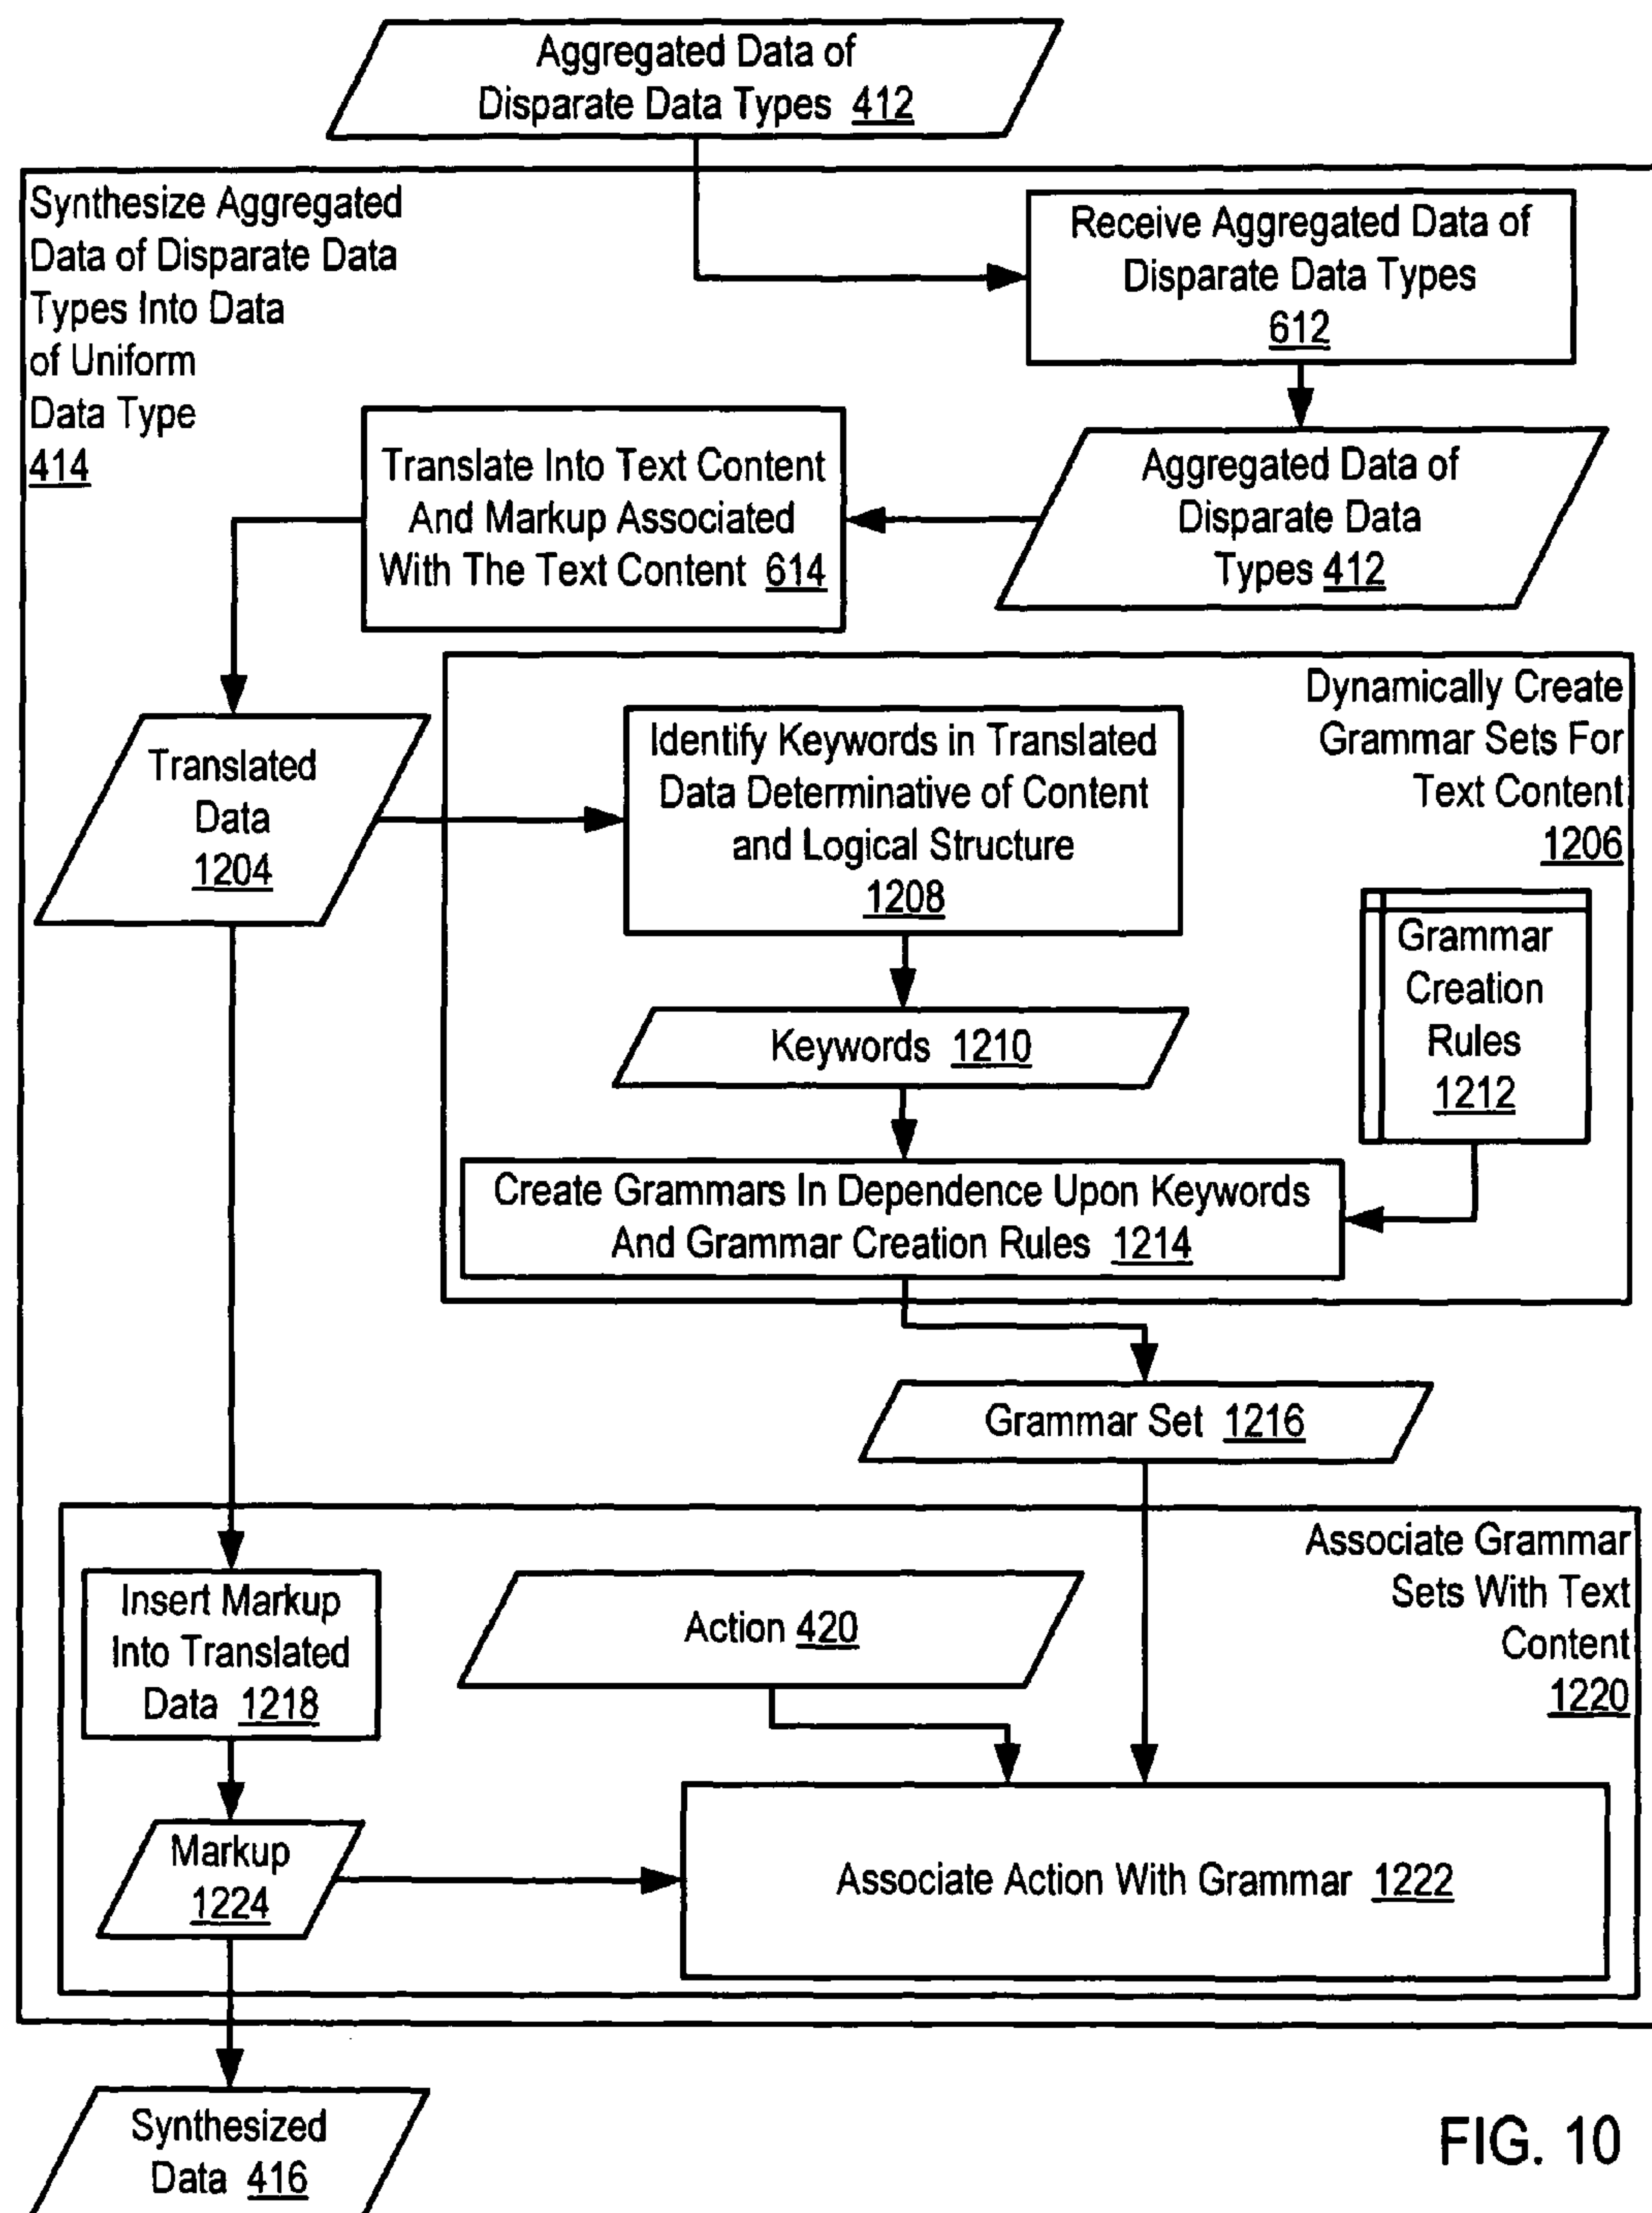 Aggregated Data of
Disparate Data Types 412
Synthesize Aggregated
Data of Disparate Data
Types Into Data
of Uniform
Data Type
414
Receive Aggregated Data of
Disparate Data Types
612
Translate Into Text Content
And Markup Associated
With The Text Content 614
Aggregated Data of
Disparate Data
Types 412
Dynamically Create
Grammar Sets For
Text Content
1206
Translated
Data
1204
Identify Keywords in Translated
Data Determinative of Content
and Logical Structure
1208
Grammar
Creation
Rules
1212
Keywords 1210
Create Grammars In Dependence Upon Keywords
And Grammar Creation Rules 1214
Grammar Set 1216
Associate Grammar
Sets With Text
Content
1220
Insert Markup
Into Translated
Data 1218
Action 420
Markup
1224
Associate Action With Grammar 1222
Synthesized
Data 416
FIG. 10